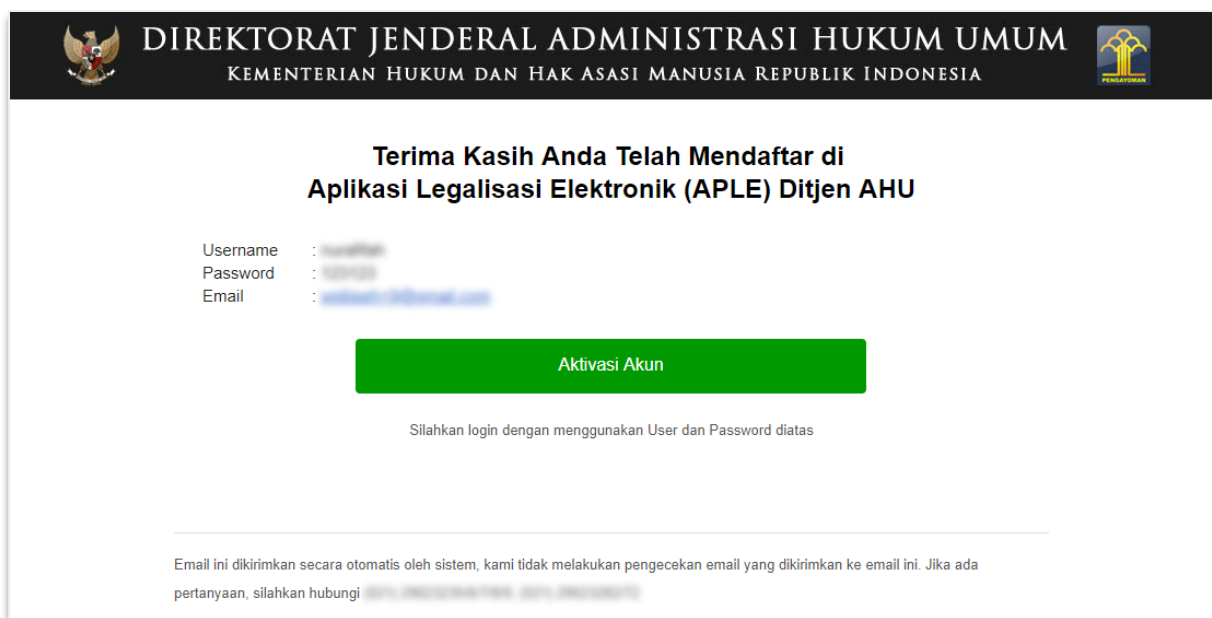 DIREKTORAT JENDERAL ADMINISTRASI HUKUM UMUM
KEMENTERIAN HUKUM DAN HAK ASASI MANUSIA REPUBLIK INDONESIA
PENGAYOMAN
Terima Kasih Anda Telah Mendaftar di
Aplikasi Legalisasi Elektronik (APLE) Ditjen AHU
Username :
Password :
Email :
Aktivasi Akun
Silahkan login dengan menggunakan User dan Password diatas
Email ini dikirimkan secara otomatis oleh sistem, kami tidak melakukan pengecekan email yang dikirimkan ke email ini. Jika ada
pertanyaan, silahkan hubungi